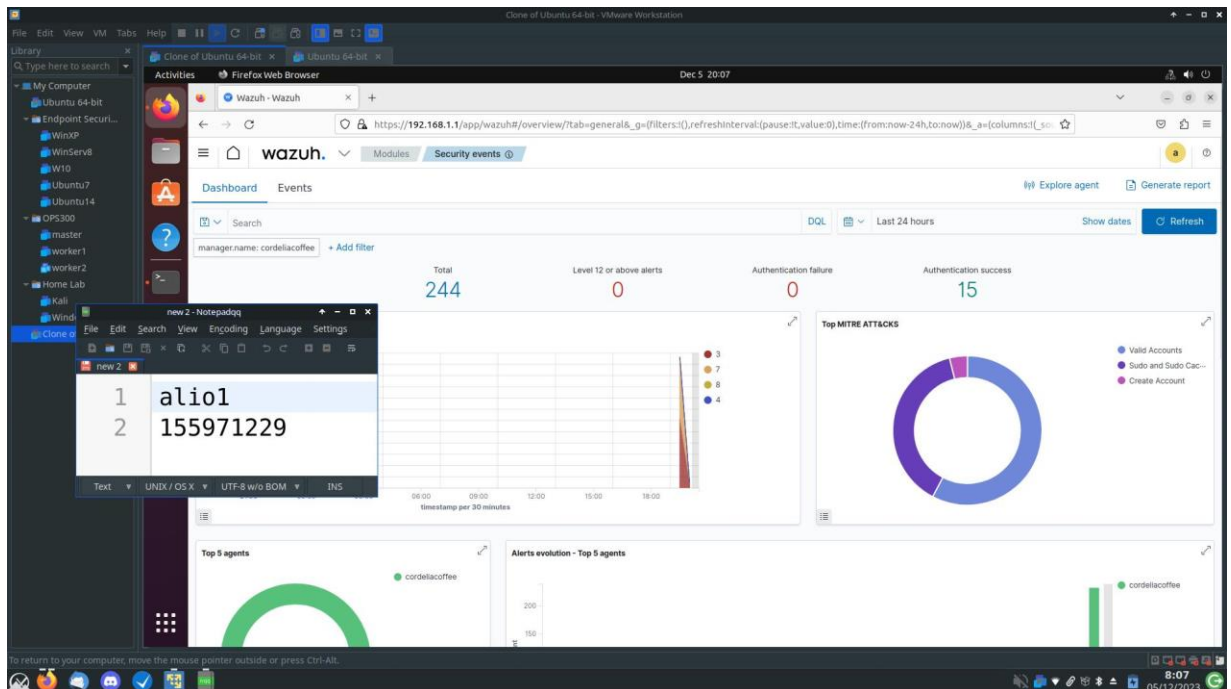 Clone of Ubuntu 64-bit - VMware Workstation
File Edit View VM Tabs Help
Library
Type here to search
My Computer
Ubuntu 64-bit
Endpoint Securi...
WinXP
WinServ8
W10
Ubuntu7
Ubuntu14
OPS300
master
worker1
worker2
Home Lab
Kali
Wind
Clone of
Clone of Ubuntu 64-bit
Ubuntu 64-bit
Activities Firefox Web Browser Dec 5 20:07
Wazuh - Wazuh
https://192.168.1.1/app/wazuh#/overview/?tab=general&_g=(filters:!(),refreshInterval:(pause:!t,value:0),time:(from:now-24h,to:now))&_a=(columns:!(_so
wazuh. Modules Security events a
Dashboard Events Explore agent Generate report
Search DQL Last 24 hours Show dates Refresh
manager.name: cordeliacoffee + Add filter
Total Level 12 or above alerts Authentication failure Authentication success
244 0 0 15
new 2 - Notepadqq
File Edit Search View Encoding Language Settings
new 2
1 alio1
2 155971229
Text UNIX / OS X UTF-8 w/o BOM INS
3
7
8
4
06:00 09:00 12:00 15:00 18:00
timestamp per 30 minutes
Top MITRE ATT&CKS
Valid Accounts
Sudo and Sudo Cac...
Create Account
Top 5 agents
cordeliacoffee
Alerts evolution - Top 5 agents
200
150
cordeliacoffee
To return to your computer, move the mouse pointer outside or press Ctrl-Alt.
8:07
05/12/2023